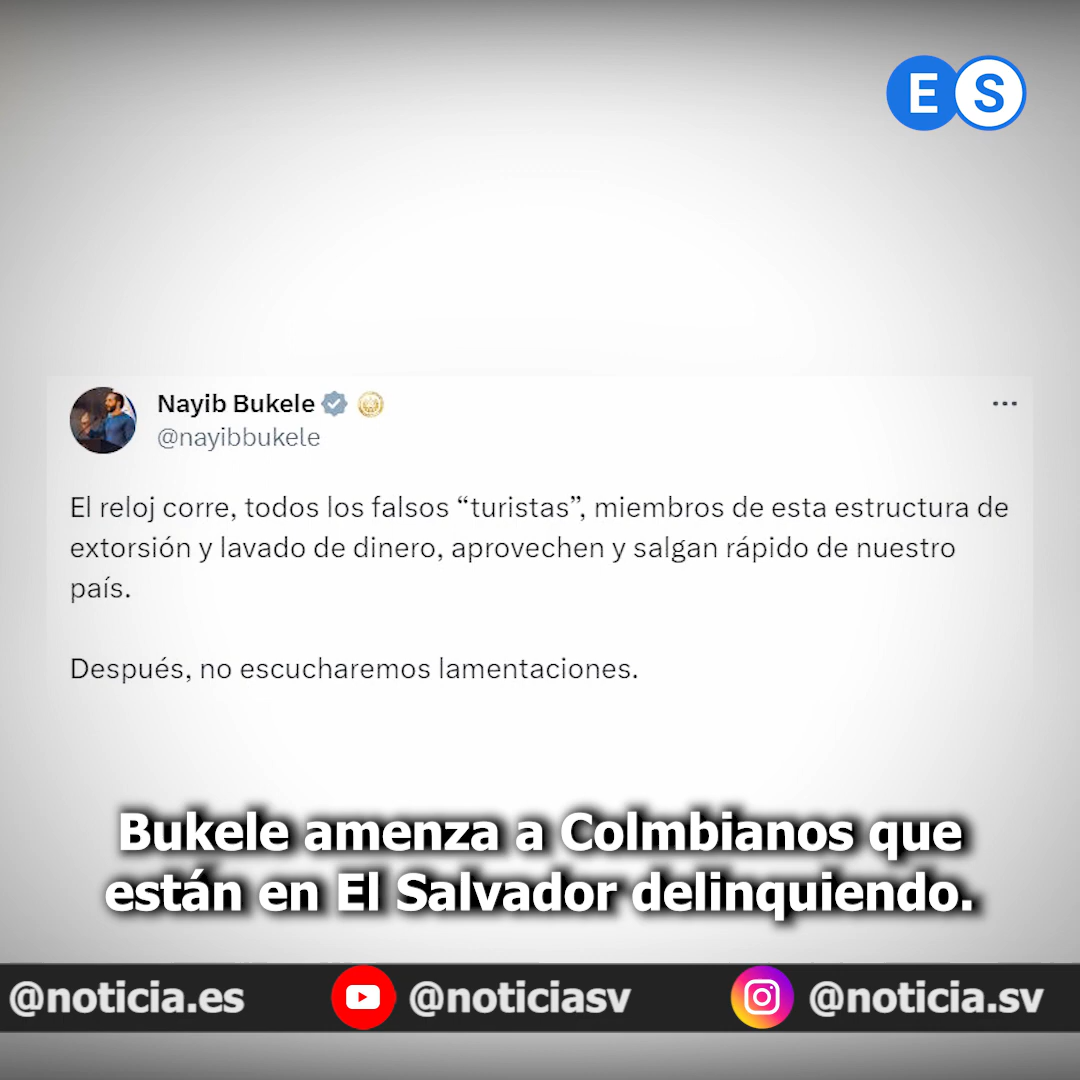 E S
Nayib Bukele
@nayibbukele
El reloj corre, todos los falsos “turistas”, miembros de esta estructura de
extorsión y lavado de dinero, aprovechen y salgan rápido de nuestro
país.
Después, no escucharemos lamentaciones.
Bukele amenza a Colmbianos que
están en El Salvador delinquiendo.
@noticia.es @noticiasv @noticia.sv